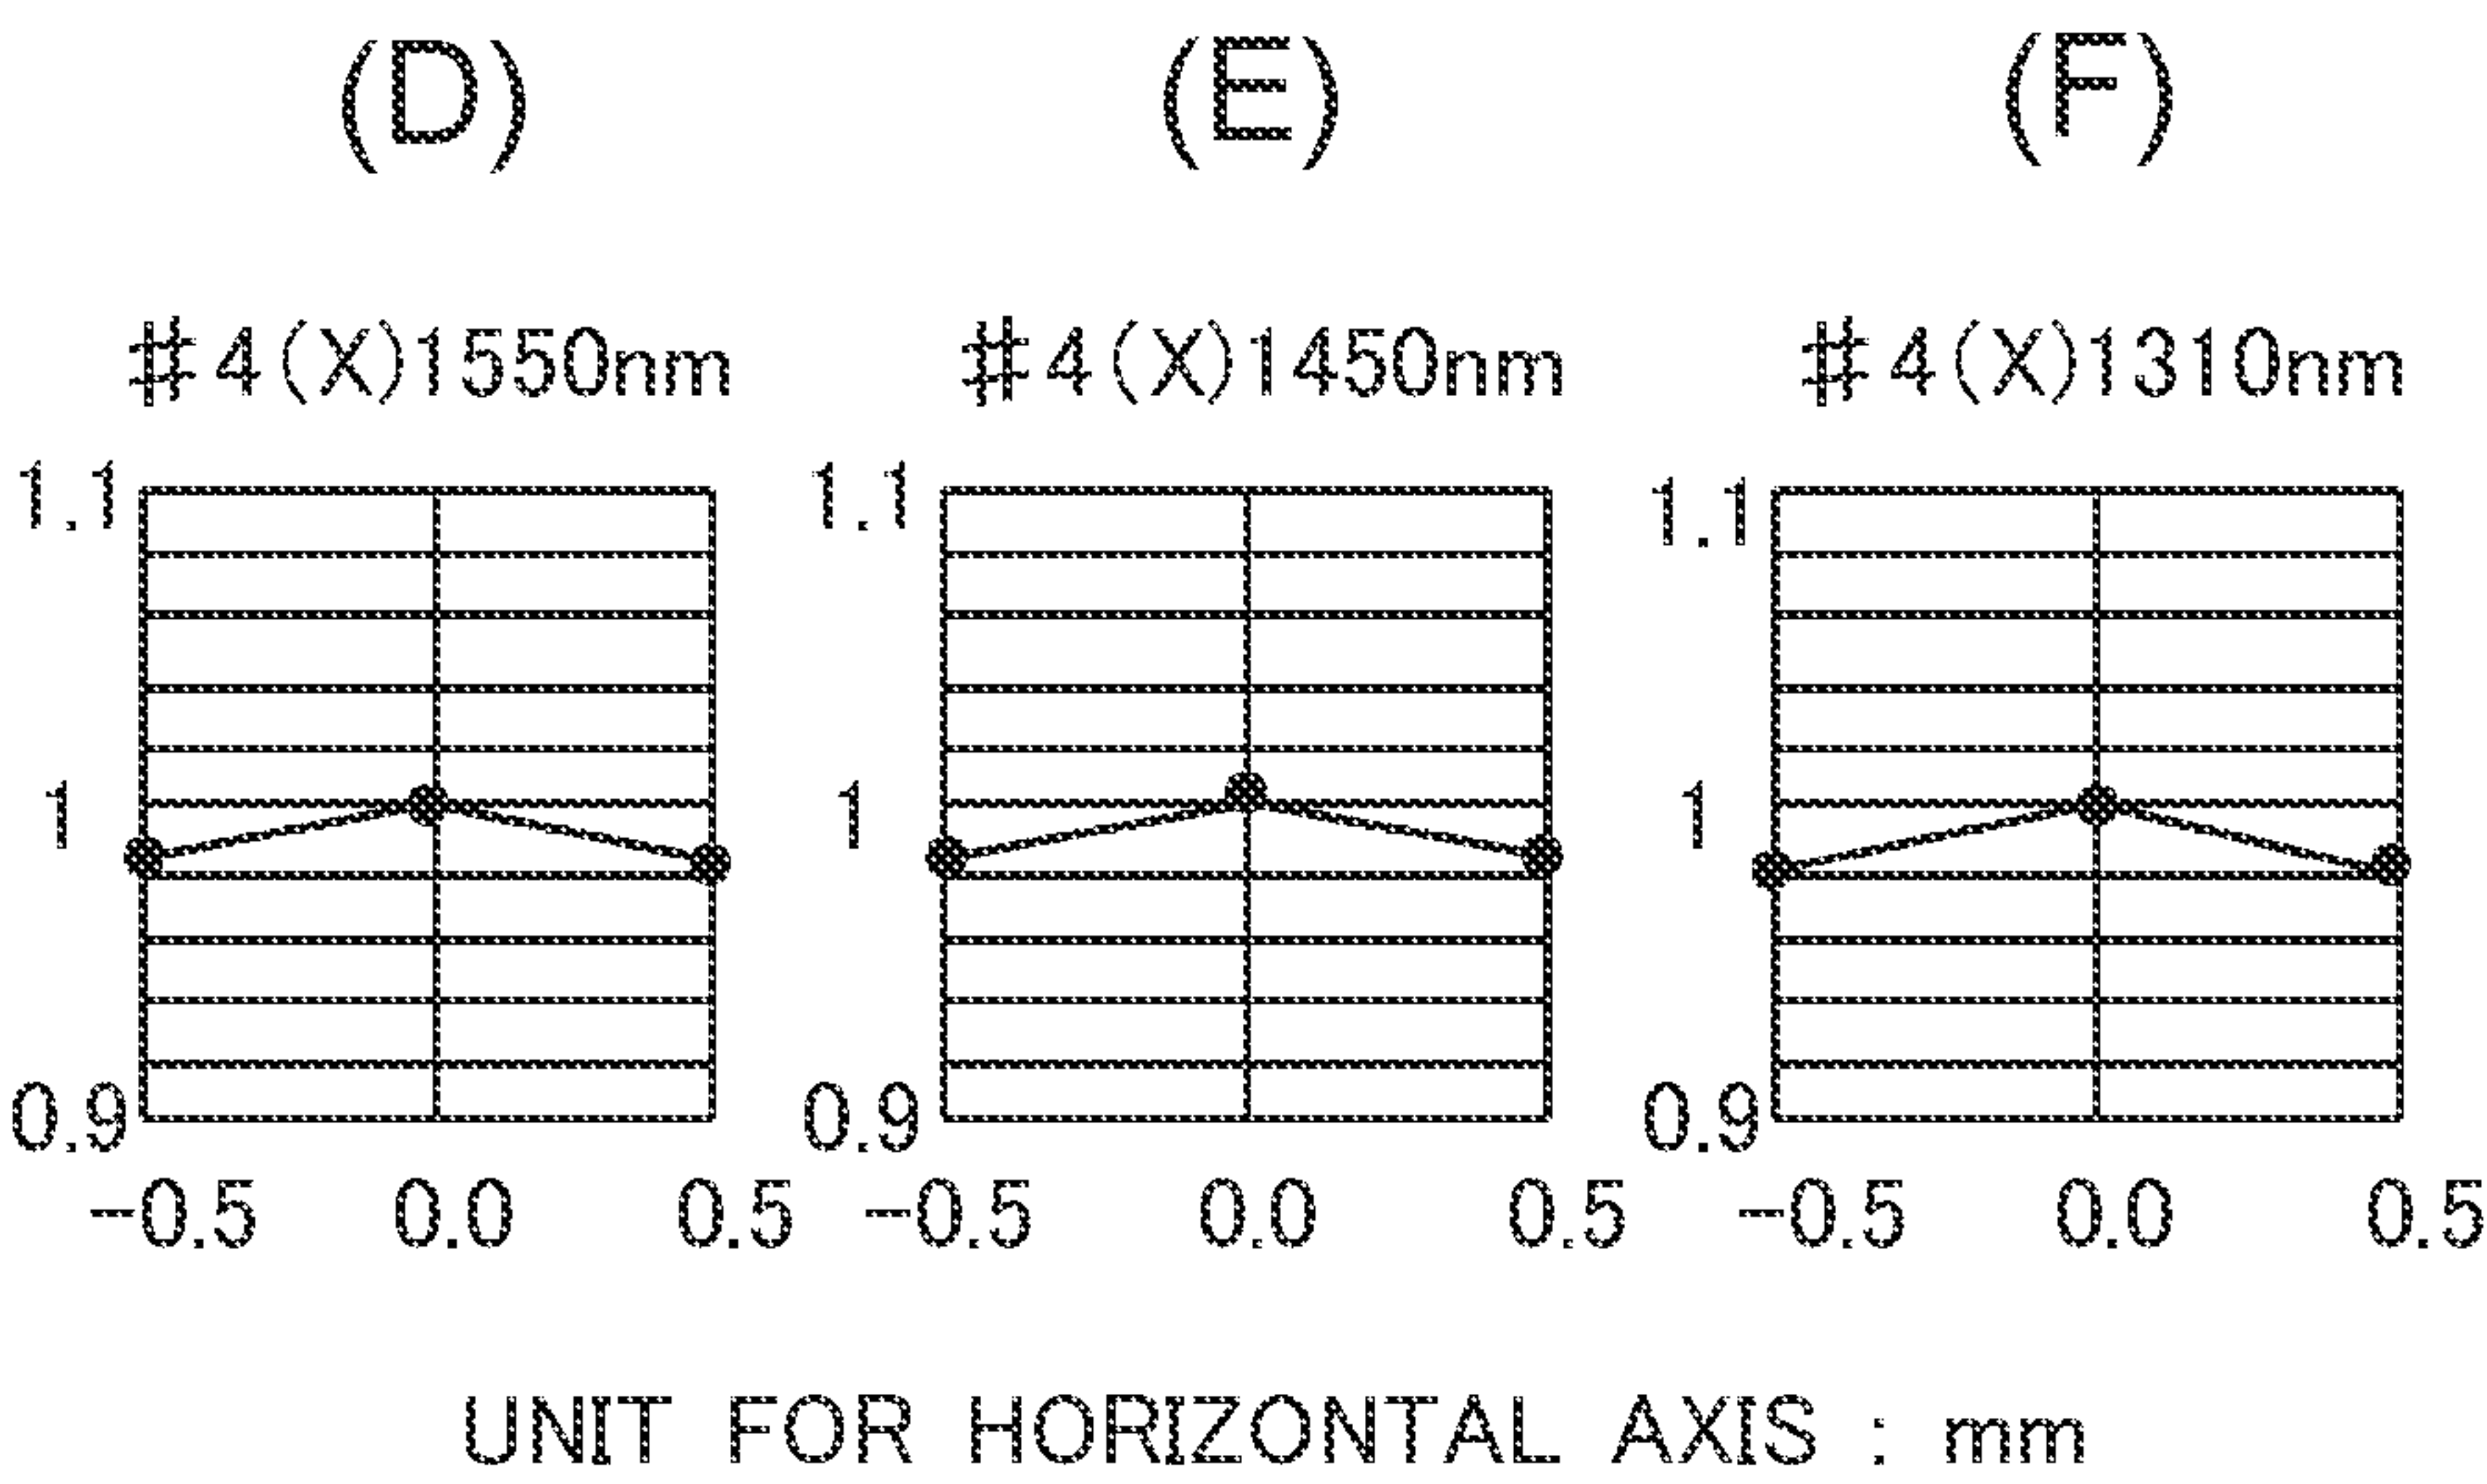 (D) (E) (F)
#4(X)1550nm #4(X)1450nm #4(X)1310nm
1.1 1.1 1.1
1 1 1
0.9 0.9 0.9
-0.5 0.0 0.5 -0.5 0.0 0.5 -0.5 0.0 0.5
UNIT FOR HORIZONTAL AXIS ; mm